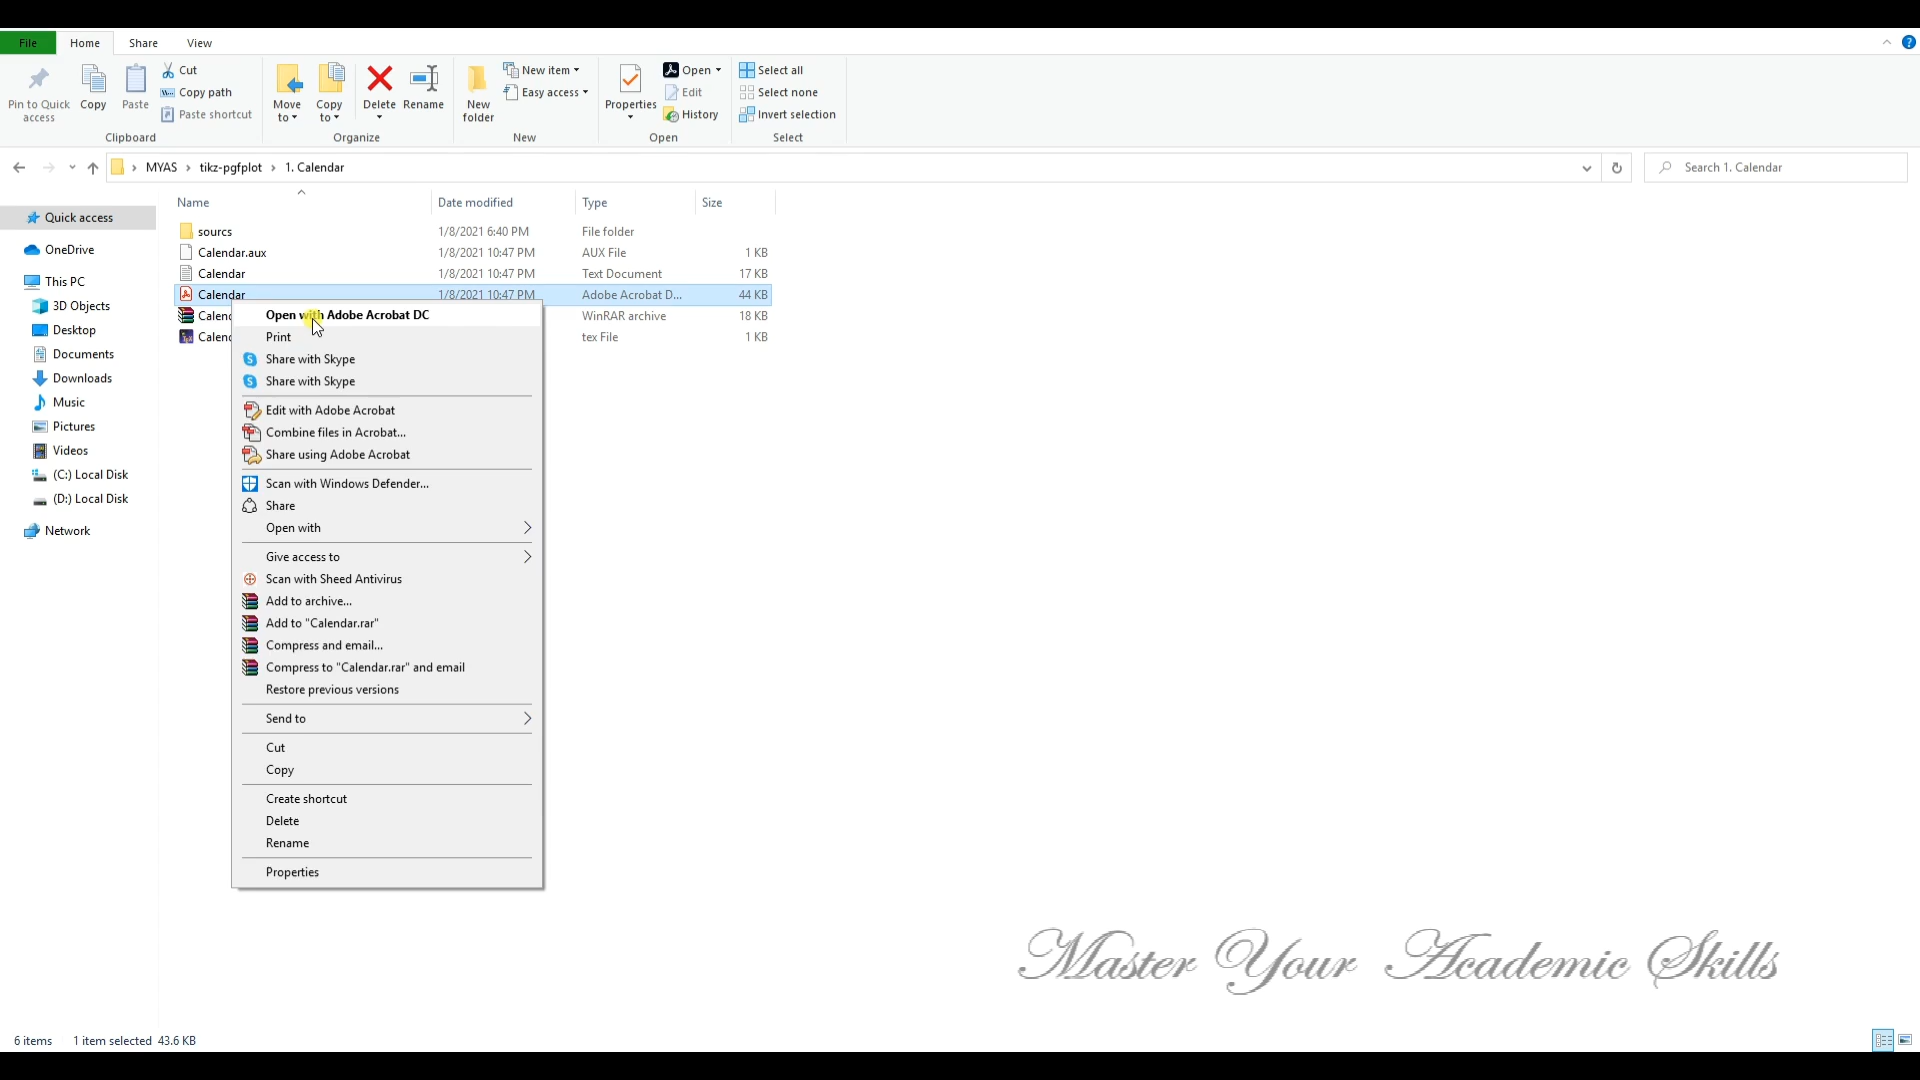 File Home Share View
Pin to Quick access
Copy
Paste
Cut
Copy path
Paste shortcut
Clipboard
Move to
Copy to
Delete
Rename
Organize
New folder
New item
Easy access
New
Properties
Open
Edit
History
Open
Select all
Select none
Invert selection
Select
MYAS › tikz-pgfplot › 1. Calendar
Search 1. Calendar
Quick access
OneDrive
This PC
3D Objects
Desktop
Documents
Downloads
Music
Pictures
Videos
(C:) Local Disk
(D:) Local Disk
Network
Name Date modified Type Size
sourcs 1/8/2021 6:40 PM File folder
Calendar.aux 1/8/2021 10:47 PM AUX File 1 KB
Calendar 1/8/2021 10:47 PM Text Document 17 KB
Calendar 1/8/2021 10:47 PM Adobe Acrobat D... 44 KB
WinRAR archive 18 KB
tex File 1 KB
Open with Adobe Acrobat DC
Print
Share with Skype
Share with Skype
Edit with Adobe Acrobat
Combine files in Acrobat...
Share using Adobe Acrobat
Scan with Windows Defender...
Share
Open with
Give access to
Scan with Sheed Antivirus
Add to archive...
Add to "Calendar.rar"
Compress and email...
Compress to "Calendar.rar" and email
Restore previous versions
Send to
Cut
Copy
Create shortcut
Delete
Rename
Properties
Master Your Academic Skills
6 items 1 item selected 43.6 KB